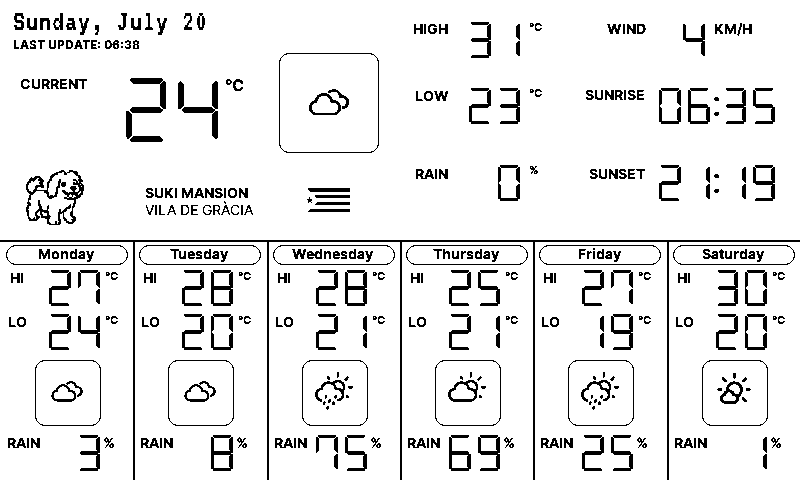 Sunday, July 20
LAST UPDATE: 06:38
CURRENT 24 °C
SUKI MANSION
VILA DE GRÀCIA
HIGH 31 °C
LOW 23 °C
RAIN 0 %
WIND 4 KM/H
SUNRISE 06:35
SUNSET 21:19
Monday
HI 27 °C
LO 24 °C
RAIN 3 %
Tuesday
HI 28 °C
LO 20 °C
RAIN 8 %
Wednesday
HI 28 °C
LO 21 °C
RAIN 75 %
Thursday
HI 25 °C
LO 21 °C
RAIN 69 %
Friday
HI 27 °C
LO 19 °C
RAIN 25 %
Saturday
HI 30 °C
LO 20 °C
RAIN 1 %